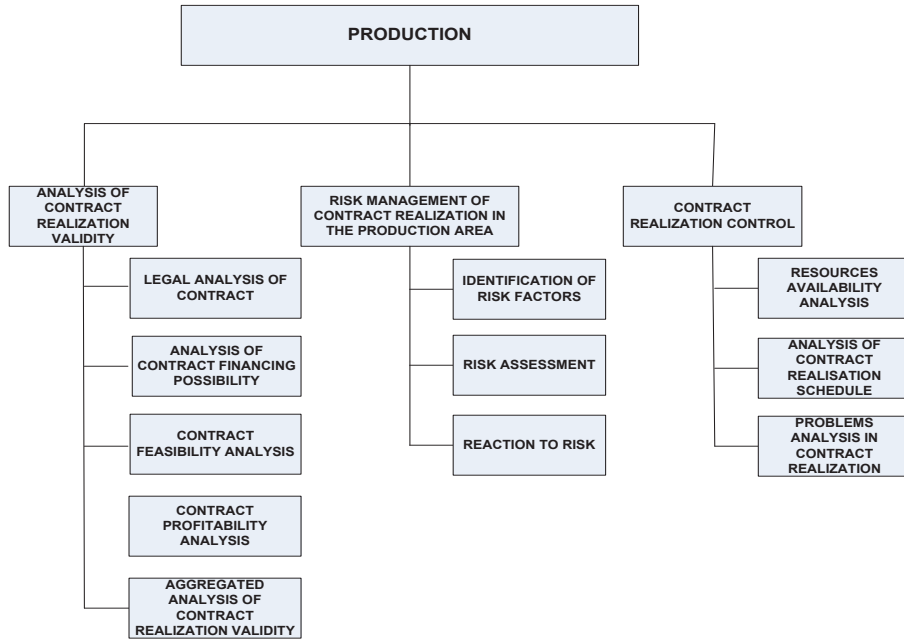 PRODUCTION
ANALYSIS OF
CONTRACT
REALIZATION
VALIDITY
LEGAL ANALYSIS OF
CONTRACT
ANALYSIS OF
CONTRACT FINANCING
POSSIBILITY
CONTRACT
FEASIBILITY ANALYSIS
CONTRACT
PROFITABILITY
ANALYSIS
AGGREGATED
ANALYSIS OF
CONTRACT
REALIZATION VALIDITY
RISK MANAGEMENT OF
CONTRACT REALIZATION IN
THE PRODUCTION AREA
IDENTIFICATION OF
RISK FACTORS
RISK ASSESSMENT
REACTION TO RISK
CONTRACT
REALIZATION CONTROL
RESOURCES
AVAILABILITY
ANALYSIS
ANALYSIS OF
CONTRACT
REALISATION
SCHEDULE
PROBLEMS
ANALYSIS IN
CONTRACT
REALIZATION